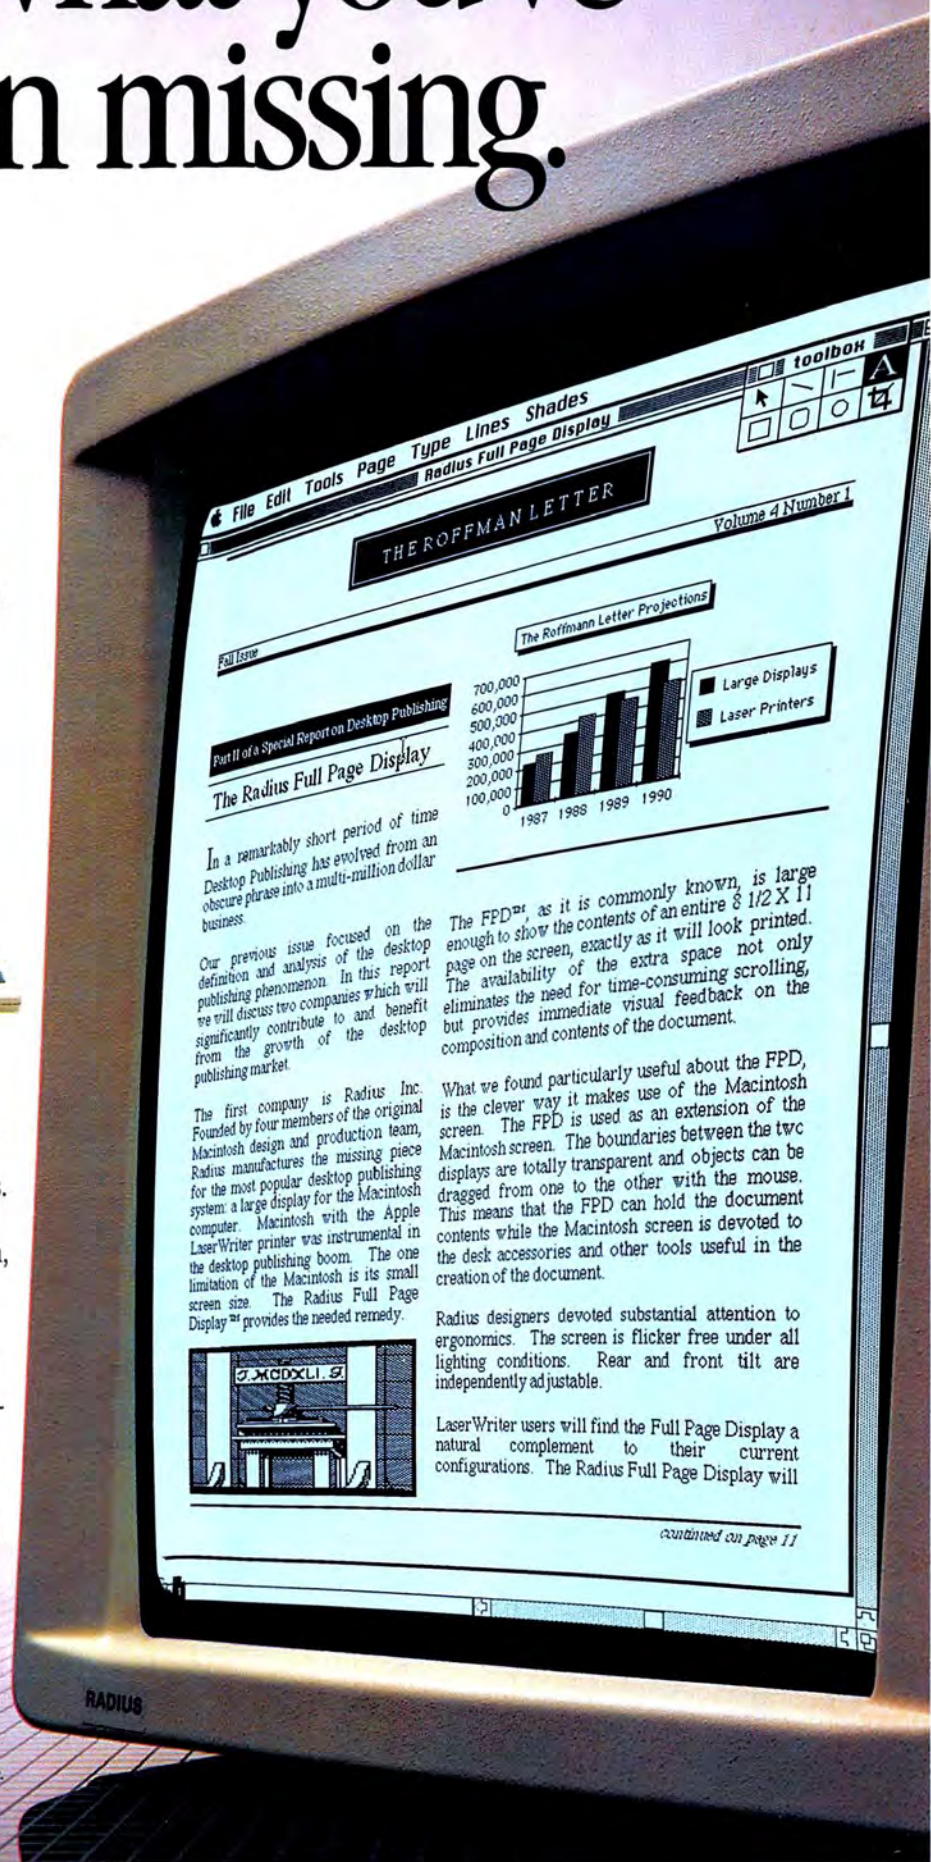 n missing.
File Edit Tools Page Type Lines Shades
toolbox
A
Radius Full Page Display
THE ROFFMAN LETTER
Volume 4 Number 1
Fall Issue
Part II of a Special Report on Desktop Publishing
The Radius Full Page Display
In a remarkably short period of time
Desktop Publishing has evolved from an
obscure phrase into a multi-million dollar
business.
Our previous issue focused on the
definition and analysis of the desktop
publishing phenomenon. In this report
we will discuss two companies which will
significantly contribute to and benefit
from the growth of the desktop
publishing market.
The first company is Radius Inc.
Founded by four members of the original
Macintosh design and production team,
Radius manufactures the missing piece
for the most popular desktop publishing
system: a large display for the Macintosh
computer. Macintosh with the Apple
LaserWriter printer was instrumental in
the desktop publishing boom. The one
limitation of the Macintosh is its small
screen size. The Radius Full Page
Display™ provides the needed remedy.
J. MCDXLI. G.
The Roffmann Letter Projections
700,000
600,000
500,000
400,000
300,000
200,000
100,000
0
1987 1988 1989 1990
Large Displays
Laser Printers
The FPD™, as it is commonly known, is large
enough to show the contents of an entire 8 1/2 X 11
page on the screen, exactly as it will look printed.
The availability of the extra space not only
eliminates the need for time-consuming scrolling,
but provides immediate visual feedback on the
composition and contents of the document.
What we found particularly useful about the FPD,
is the clever way it makes use of the Macintosh
screen. The FPD is used as an extension of the
Macintosh screen. The boundaries between the two
displays are totally transparent and objects can be
dragged from one to the other with the mouse.
This means that the FPD can hold the document
contents while the Macintosh screen is devoted to
the desk accessories and other tools useful in the
creation of the document.
Radius designers devoted substantial attention to
ergonomics. The screen is flicker free under all
lighting conditions. Rear and front tilt are
independently adjustable.
LaserWriter users will find the Full Page Display a
natural complement to their current
configurations. The Radius Full Page Display will
continued on page 11
RADIUS